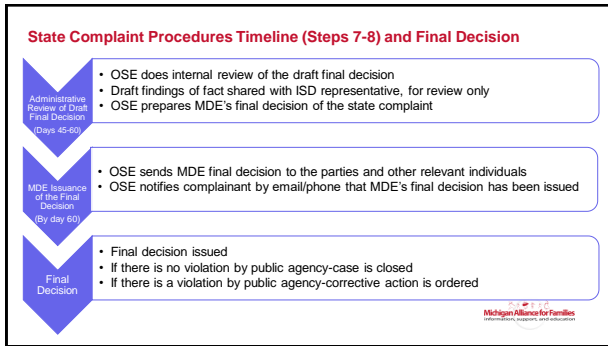 State Complaint Procedures Timeline (Steps 7-8) and Final Decision
Administrative
Review of Draft
Final Decision
(Days 45-60)
• OSE does internal review of the draft final decision
• Draft findings of fact shared with ISD representative, for review only
• OSE prepares MDE's final decision of the state complaint
MDE Issuance
of the Final
Decision
(By day 60)
• OSE sends MDE final decision to the parties and other relevant individuals
• OSE notifies complainant by email/phone that MDE's final decision has been issued
Final
Decision
• Final decision issued
• If there is no violation by public agency-case is closed
• If there is a violation by public agency-corrective action is ordered
Michigan Alliance for Families
information, support, and education